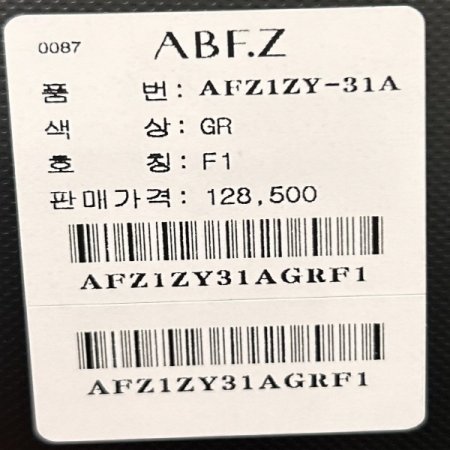 0087 ABF.Z
품 번: AFZ1ZY-31A
색 상: GR
호 칭: F1
판매가격: 128,500
AFZ1ZY31AGRF1
AFZ1ZY31AGRF1